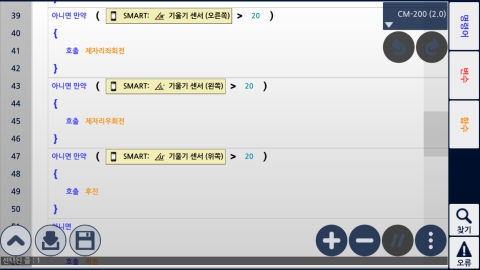 CM-200 (2.0)
39 아니면 만약 ( SMART: 기울기 센서 (오른쪽) > 20 )
40 {
41 호출 제자리좌회전
42 }
43 아니면 만약 ( SMART: 기울기 센서 (왼쪽) > 20 )
44 {
45 호출 제자리우회전
46 }
47 아니면 만약 ( SMART: 기울기 센서 (위쪽) > 20 )
48 {
49 호출 후진
50 }
아니면
호출
선택된 줄 : 1
명령어
변수
함수
찾기
오류